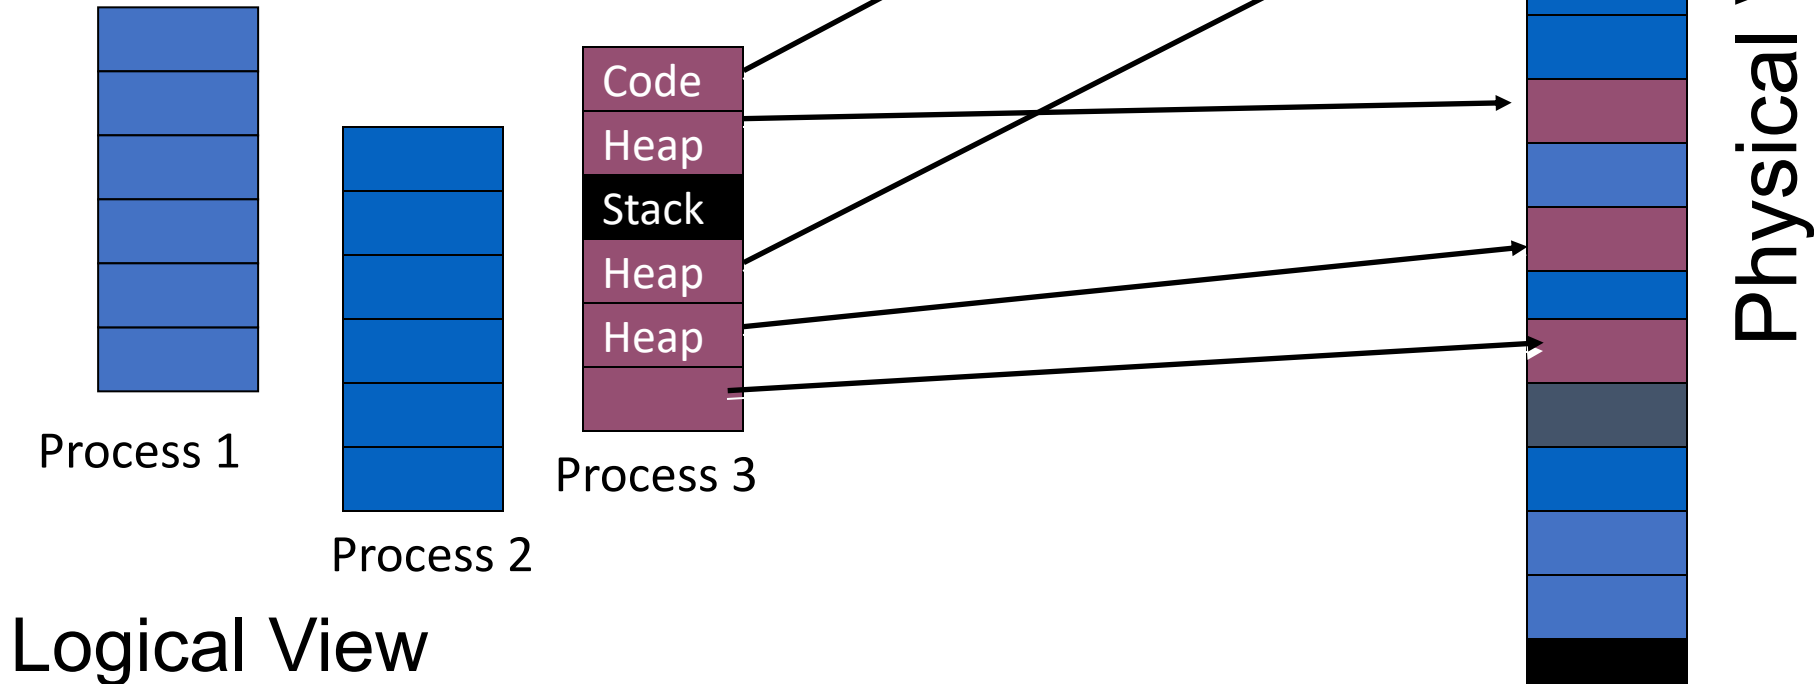 Code
Heap
Stack
Heap
Heap
Process 1
Process 3
Process 2
Logical View
Physical